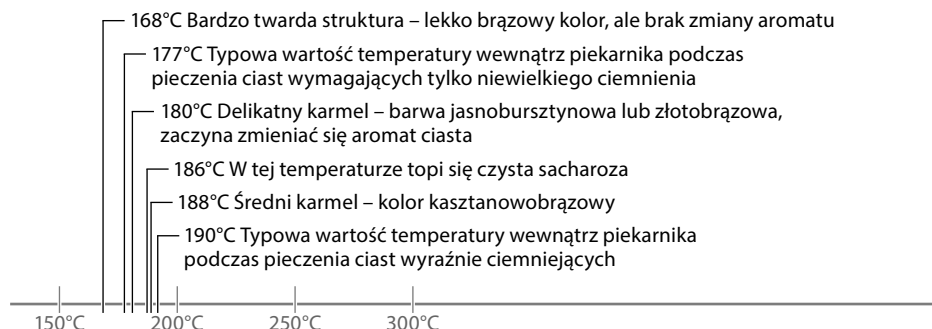 168°C Bardzo twarda struktura – lekko brązowy kolor, ale brak zmiany aromatu
177°C Typowa wartość temperatury wewnątrz piekarnika podczas
pieczenia ciast wymagających tylko niewielkiego ciemnienia
180°C Delikatny karmel – barwa jasnobursztynowa lub złotobrązowa,
zaczyna zmieniać się aromat ciasta
186°C W tej temperaturze topi się czysta sacharoza
188°C Średni karmel – kolor kasztanowobrązowy
190°C Typowa wartość temperatury wewnątrz piekarnika
podczas pieczenia ciast wyraźnie ciemniejących
150°C 200°C 250°C 300°C